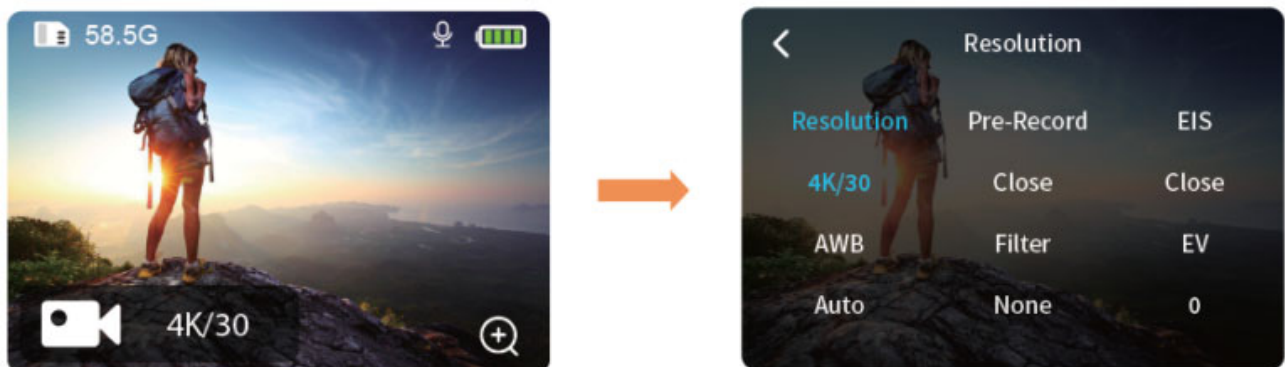 58.5G
4K/30
Resolution
Resolution Pre-Record EIS
4K/30 Close Close
AWB Filter EV
Auto None 0